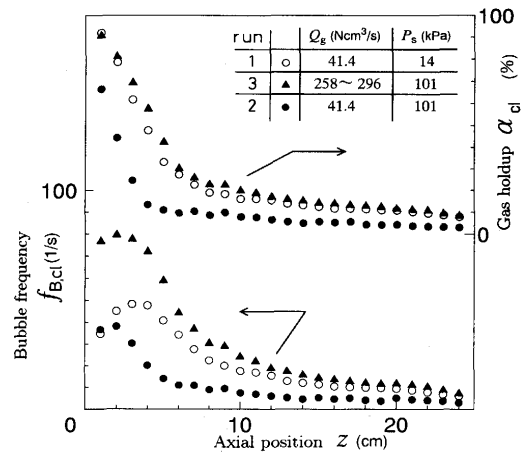 100
run Q_g (Ncm³/s) P_s (kPa)
1 ○ 41.4 14
3 ▲ 258～296 101
2 ● 41.4 101
Gas holdup α_cl (%)
100
0
Bubble frequency
f_B,cl (1/s)
0
0 10 20
Axial position Z (cm)